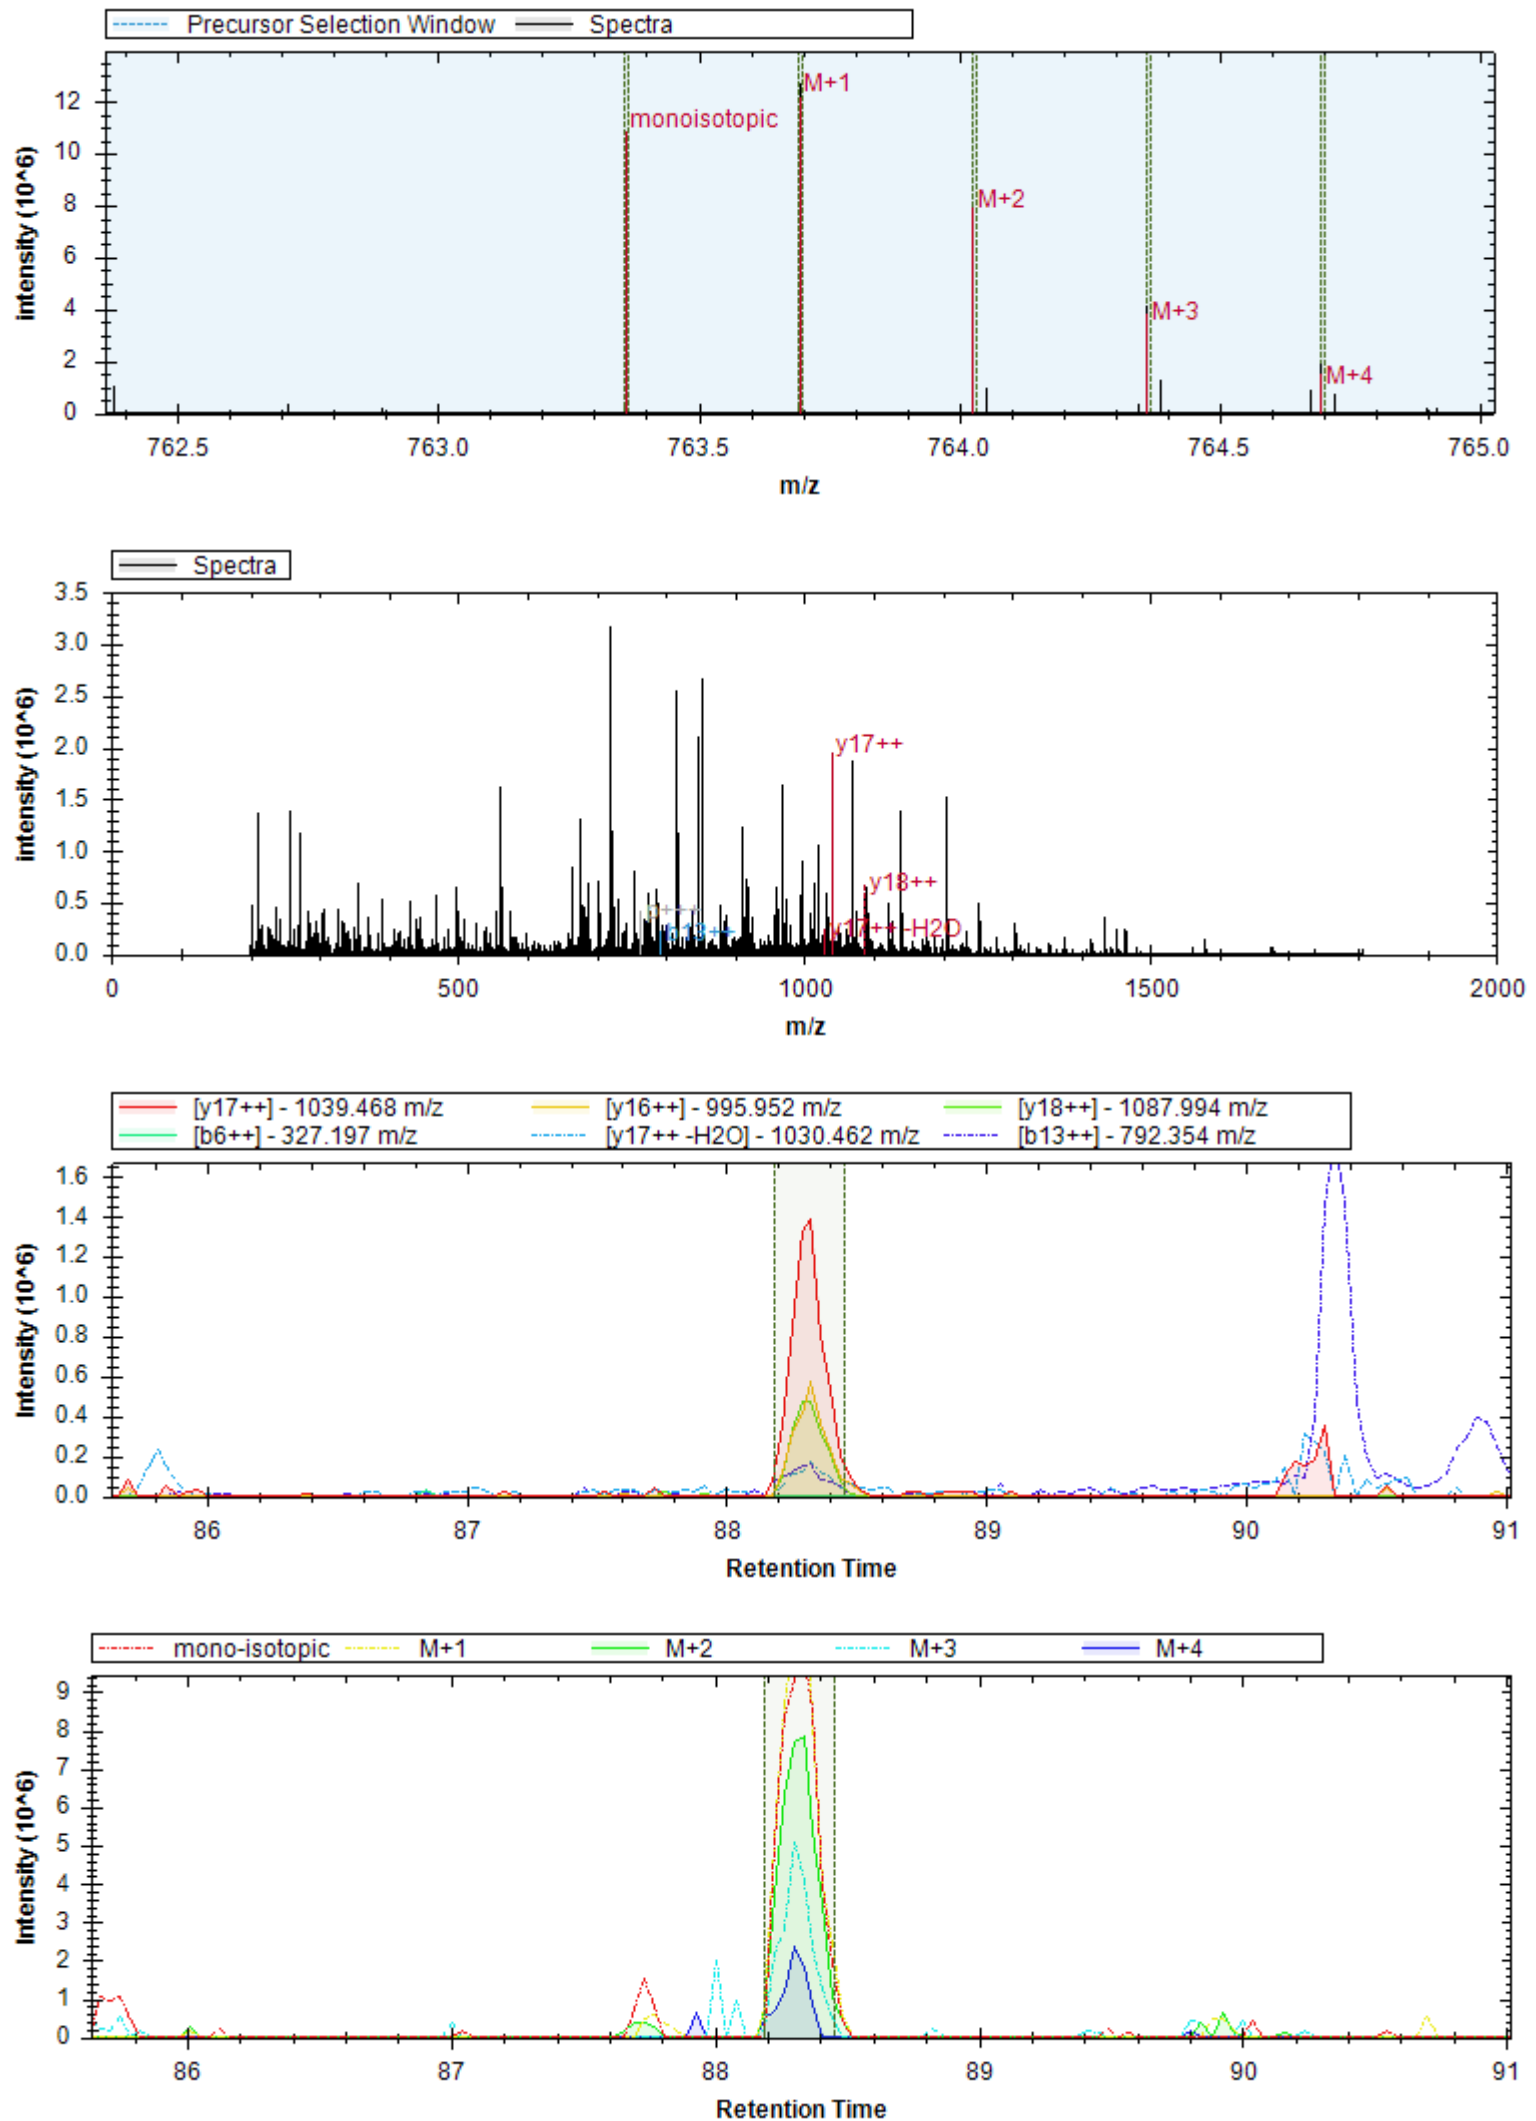 Precursor Selection Window Spectra
intensity (10^6)
12
10
8
6
4
2
0
monoisotopic
M+1
M+2
M+3
M+4
762.5 763.0 763.5 764.0 764.5 765.0
m/z
Spectra
intensity (10^6)
3.5
3.0
2.5
2.0
1.5
1.0
0.5
0.0
y17++
y18++
b13++
y17++ -H2O
0 500 1000 1500 2000
m/z
[y17++] - 1039.468 m/z [y16++] - 995.952 m/z [y18++] - 1087.994 m/z
[b6++] - 327.197 m/z [y17++ -H2O] - 1030.462 m/z [b13++] - 792.354 m/z
Intensity (10^6)
1.6
1.4
1.2
1.0
0.8
0.6
0.4
0.2
0.0
86 87 88 89 90 91
Retention Time
mono-isotopic M+1 M+2 M+3 M+4
Intensity (10^6)
9
8
7
6
5
4
3
2
1
0
86 87 88 89 90 91
Retention Time